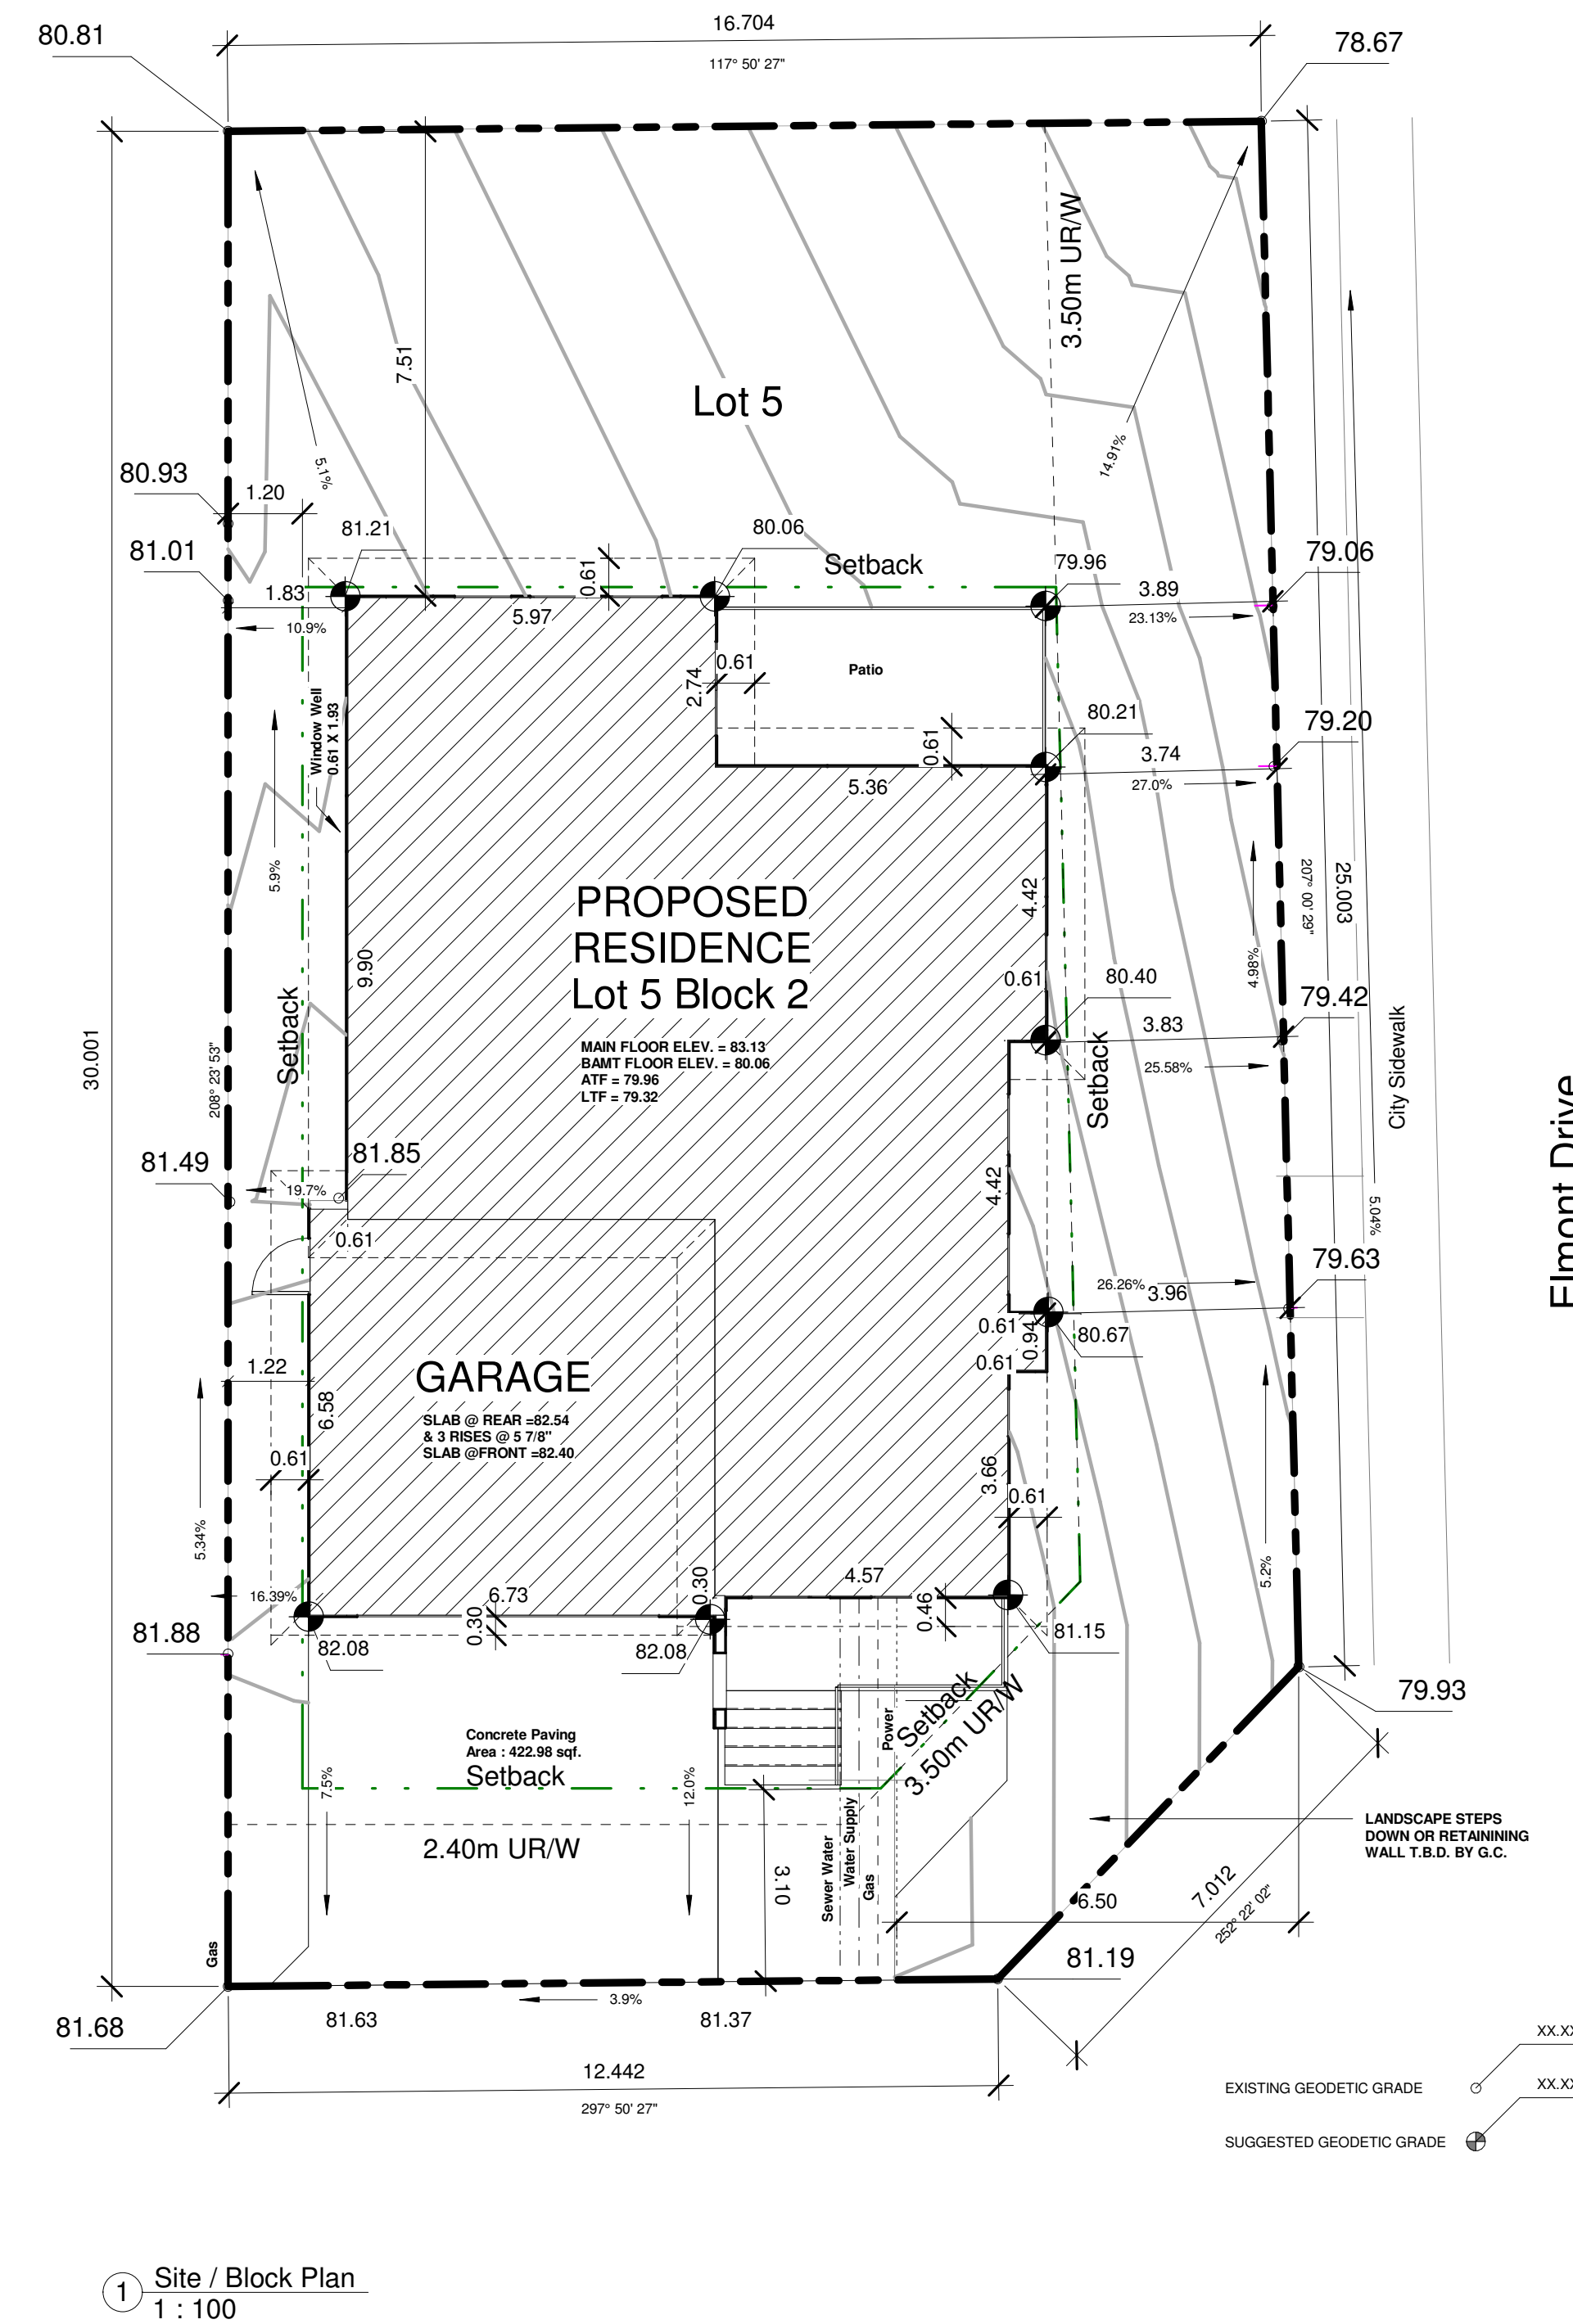 16.704
80.81
78.67
117° 50' 27"
3.50m UR/W
7.51
Lot 5
14.91%
5.1%
80.93
1.20
81.21
80.06
81.01
Setback
79.96
79.06
3.89
1.83
0.61
5.97
10.9%
23.13%
0.61
2.74
Patio
Window Well
0.61 X 1.93
80.21
79.20
0.61
3.74
5.36
27.0%
5.9%
4.42
207° 00' 29"
25.003
PROPOSED
RESIDENCE
Lot 5 Block 2
9.90
4.98%
0.61
80.40
79.42
3.83
Setback
MAIN FLOOR ELEV. = 83.13
BAMT FLOOR ELEV. = 80.06
ATF = 79.96
LTF = 79.32
30.001
208° 23' 53"
25.58%
Setback
City Sidewalk
Elmont Drive
81.85
81.49
19.7%
4.42
5.04%
0.61
79.63
26.26%
3.96
0.61
0.94
80.67
0.61
1.22
GARAGE
6.58
SLAB @ REAR =82.54
& 3 RISES @ 5 7/8"
SLAB @FRONT =82.40
0.61
3.66
0.61
5.34%
5.2%
16.39%
6.73
0.30
0.30
4.57
0.46
81.88
82.08
82.08
81.15
79.93
Concrete Paving
Area : 422.98 sqf.
Setback
Power
Setback
3.50m UR/W
7.5%
12.0%
2.40m UR/W
3.10
Sewer Water
Water Supply
Gas
LANDSCAPE STEPS
DOWN OR RETAINING
WALL T.B.D. BY G.C.
6.50
7.012
252° 22' 02"
Gas
81.19
3.9%
81.68
81.63
81.37
12.442
297° 50' 27"
XX.XX
EXISTING GEODETIC GRADE
XX.XX
SUGGESTED GEODETIC GRADE
1
Site / Block Plan
1 : 100